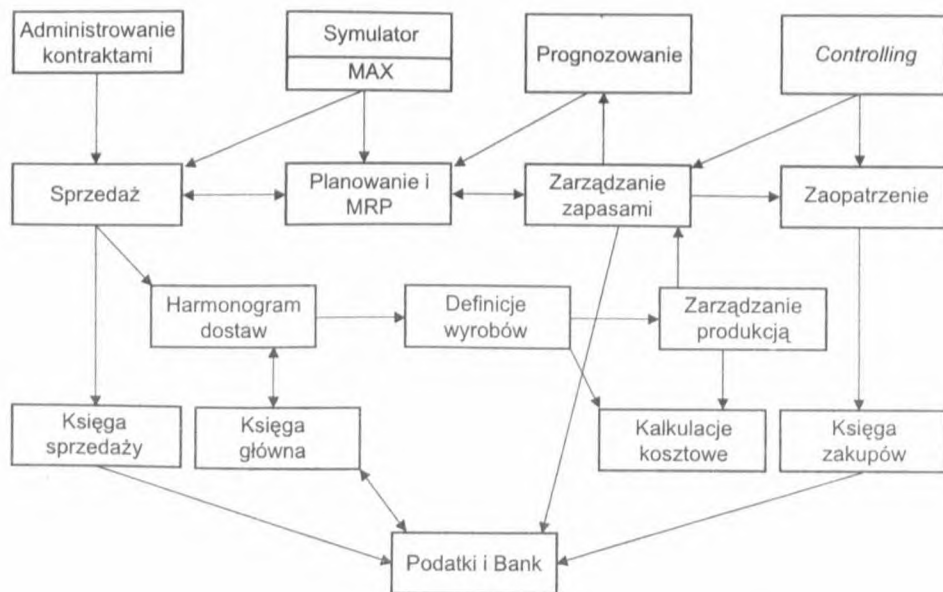 Administrowanie
kontraktami
Symulator
MAX
Prognozowanie
Controlling
Sprzedaż
Planowanie i
MRP
Zarządzanie
zapasami
Zaopatrzenie
Harmonogram
dostaw
Definicje
wyrobów
Zarządzanie
produkcją
Księga
sprzedaży
Księga
główna
Kalkulacje
kosztowe
Księga
zakupów
Podatki i Bank